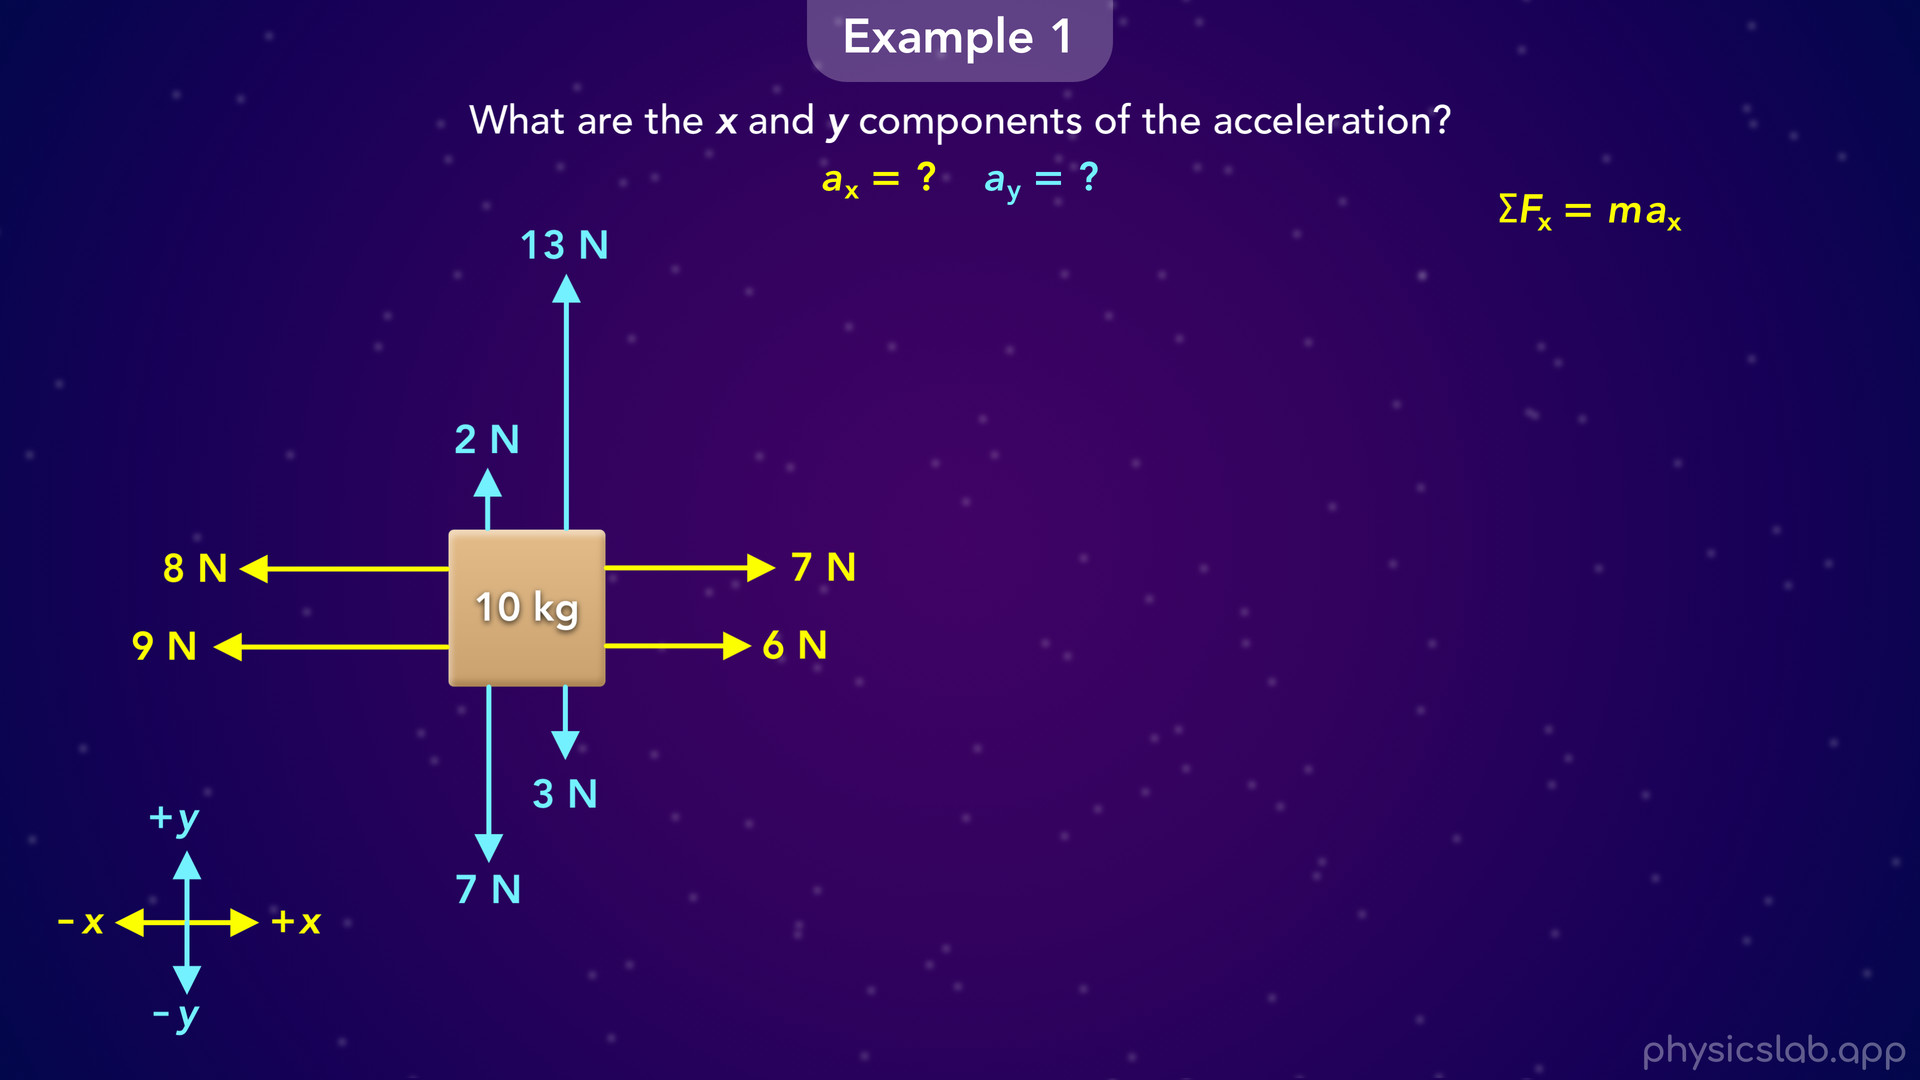 Example 1
What are the x and y components of the acceleration?
aₓ = ? a_y = ?
ΣFₓ = maₓ
13 N
2 N
8 N
7 N
10 kg
9 N
6 N
3 N
7 N
+y
-x
+x
-y
physicslab.app